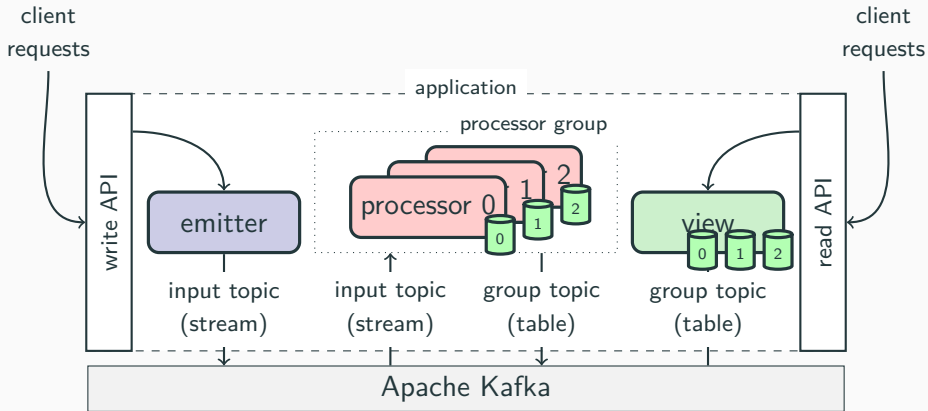 client
requests
client
requests
application
processor group
write API
emitter
processor 0
1
2
0
1
2
view
0
1
2
read API
input topic
(stream)
input topic
(stream)
group topic
(table)
group topic
(table)
Apache Kafka